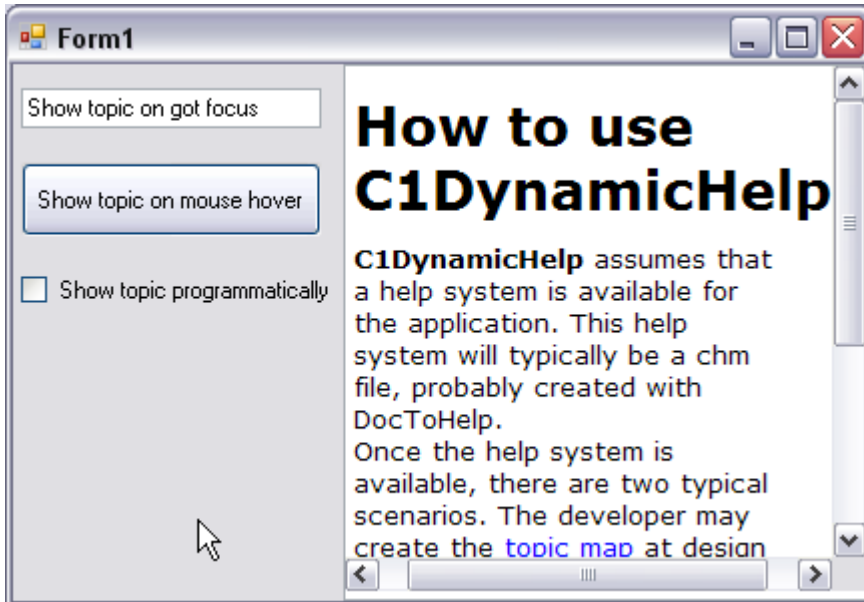 Form1
Show topic on got focus
Show topic on mouse hover
Show topic programmatically
How to use
C1DynamicHelp
C1DynamicHelp assumes that
a help system is available for
the application. This help
system will typically be a chm
file, probably created with
DocToHelp.
Once the help system is
available, there are two typical
scenarios. The developer may
create the topic map at design